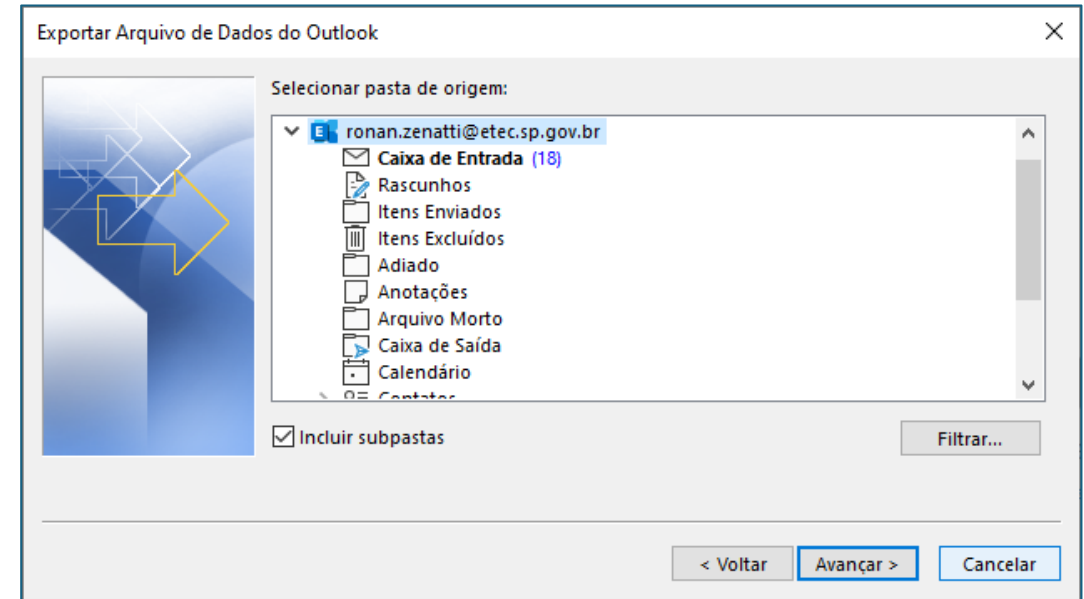 Exportar Arquivo de Dados do Outlook
Selecionar pasta de origem:
ronan.zenatti@etec.sp.gov.br
Caixa de Entrada (18)
Rascunhos
Itens Enviados
Itens Excluídos
Adiado
Anotações
Arquivo Morto
Caixa de Saída
Calendário
Contatos
Incluir subpastas
Filtrar...
< Voltar
Avançar >
Cancelar